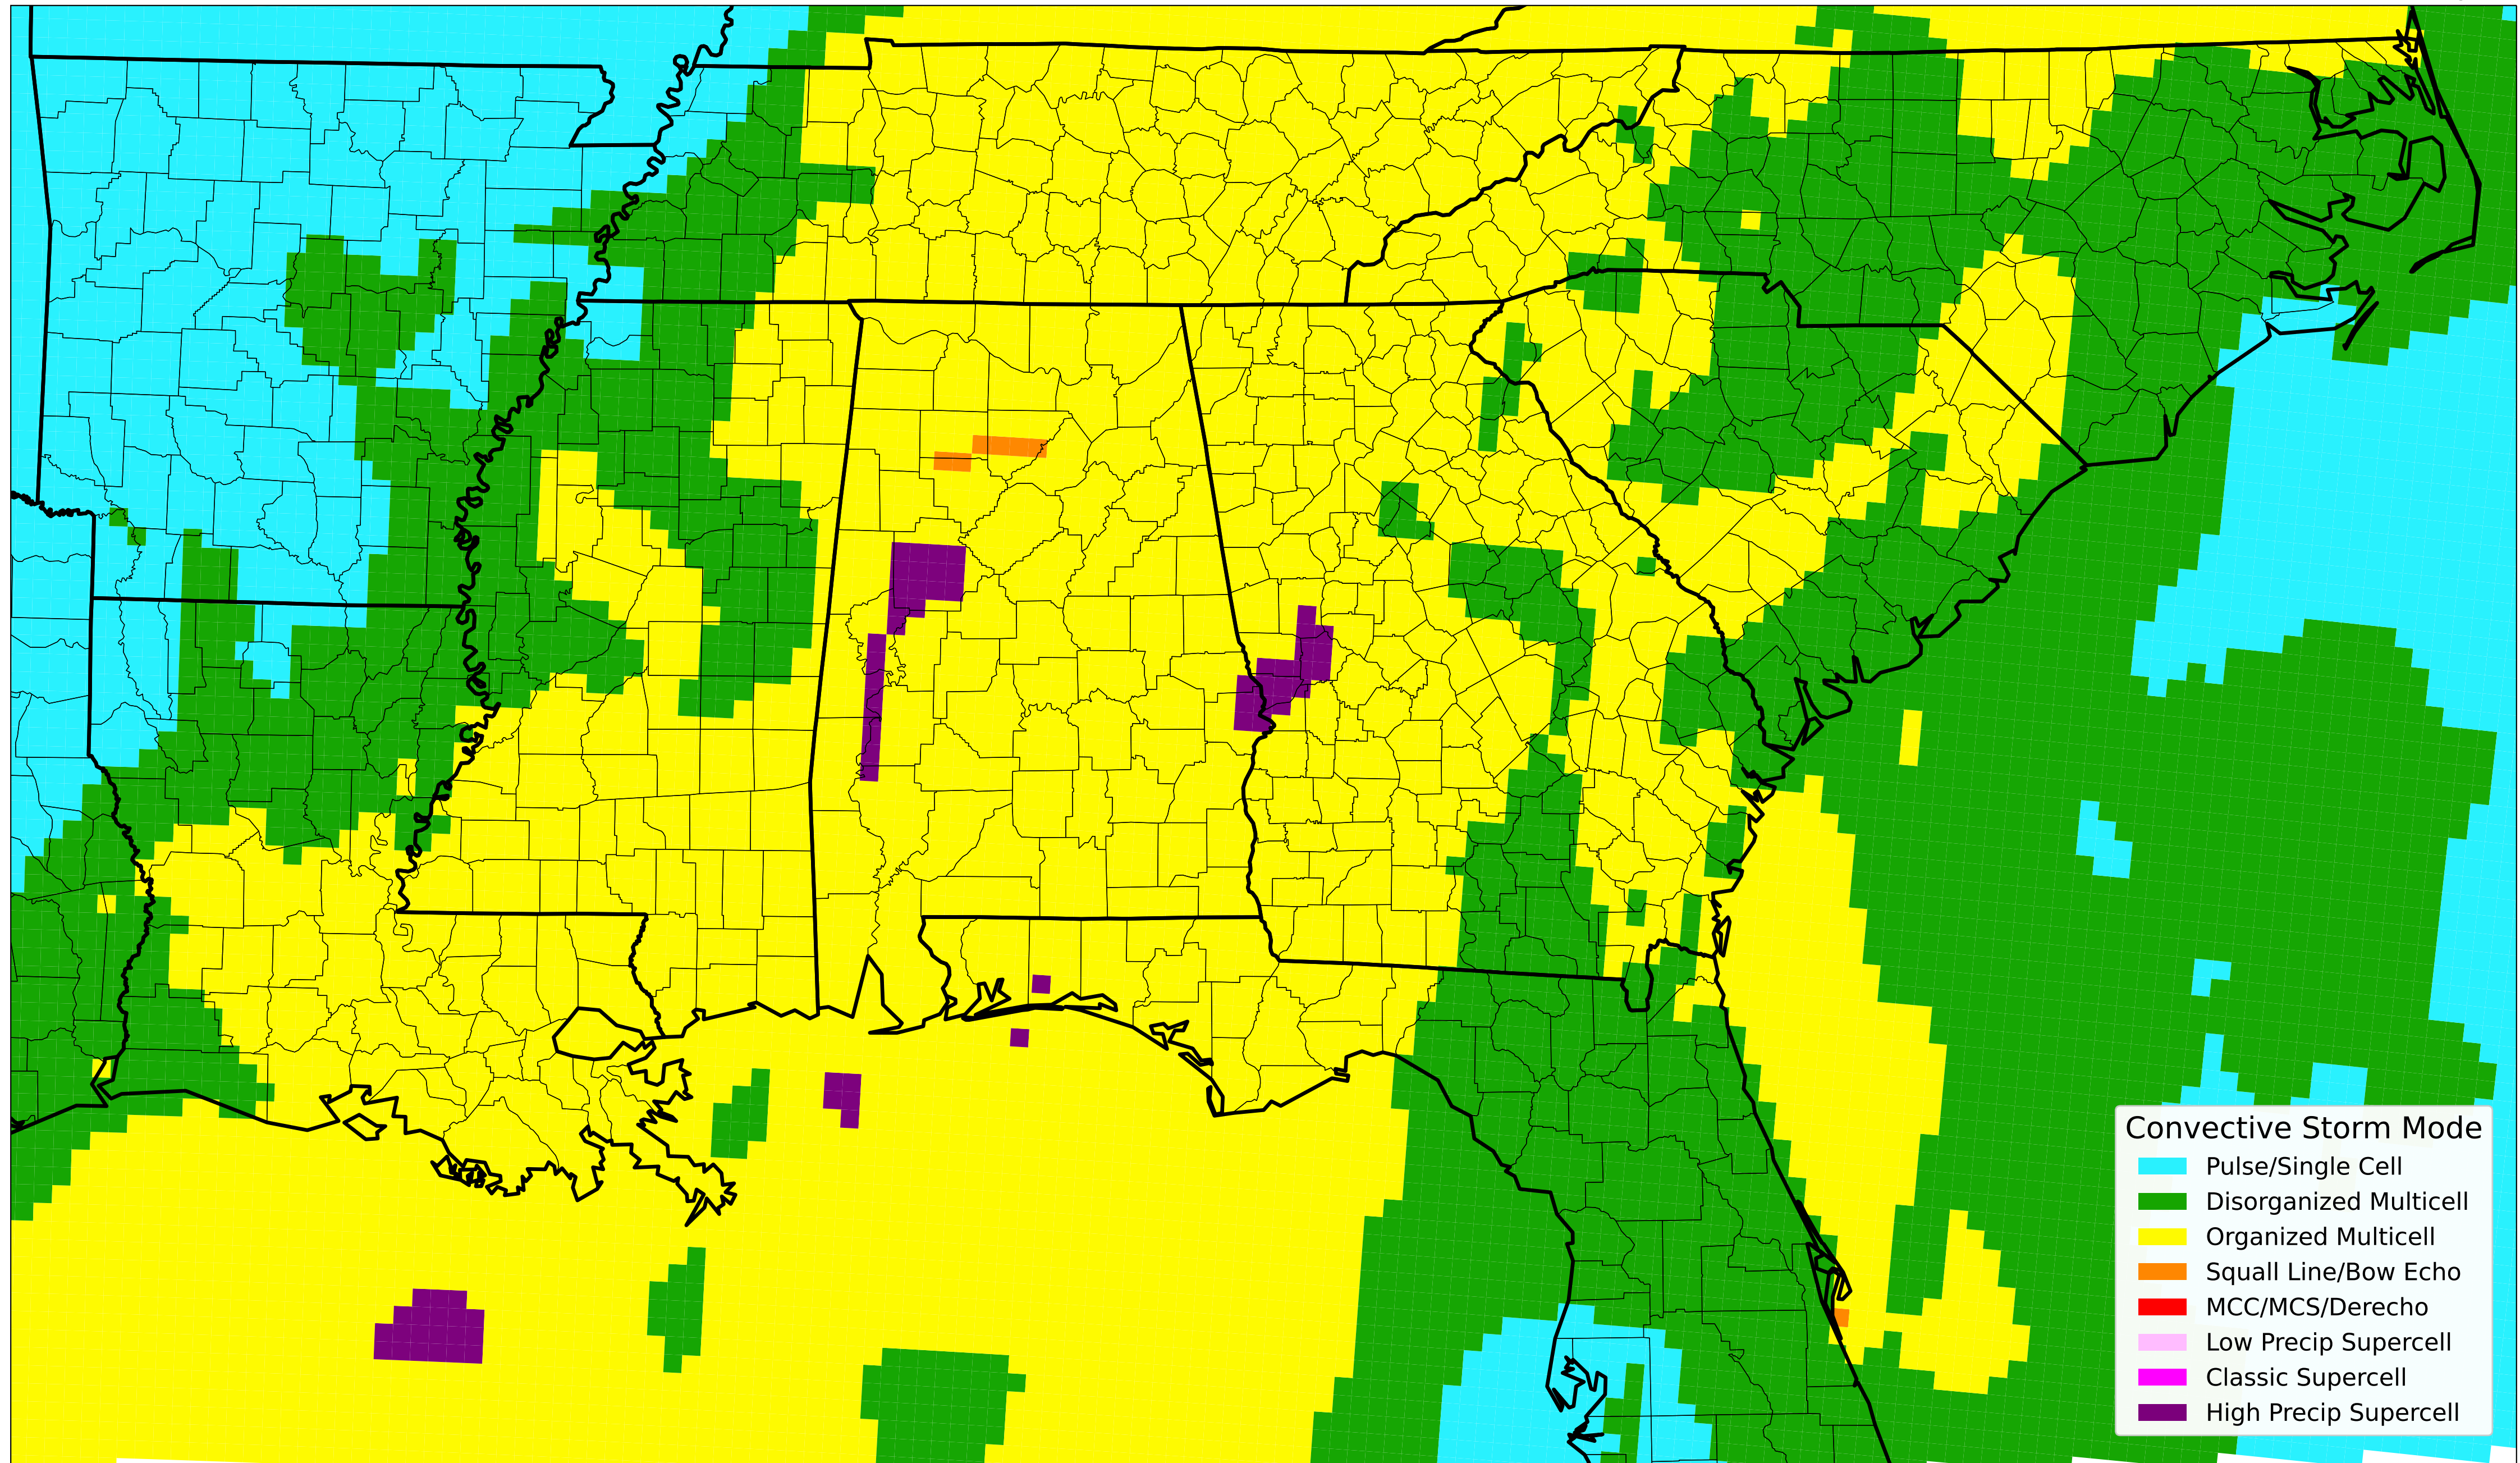 Convective Storm Mode
Pulse/Single Cell
Disorganized Multicell
Organized Multicell
Squall Line/Bow Echo
MCC/MCS/Derecho
Low Precip Supercell
Classic Supercell
High Precip Supercell